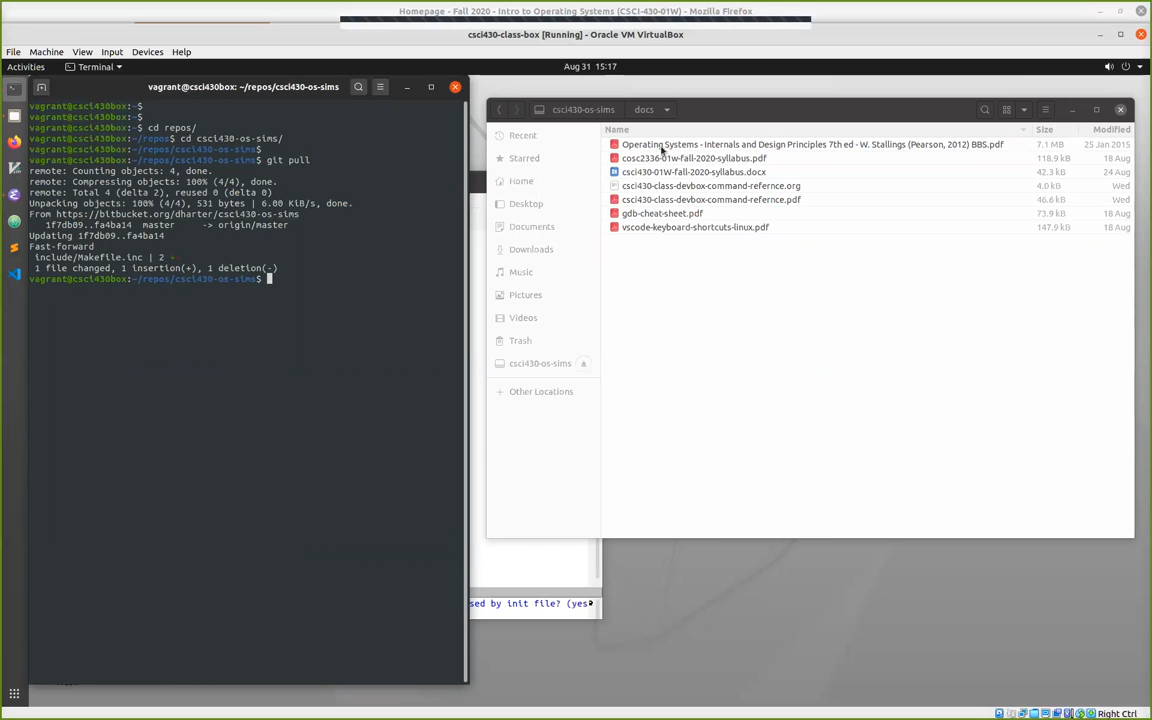 Homepage - Fall 2020 - Intro to Operating Systems (CSCI-430-01W) - Mozilla Firefox
csci430-class-box [Running] - Oracle VM VirtualBox
File Machine View Input Devices Help
Activities Terminal Aug 31 15:17
vagrant@csci430box: ~/repos/csci430-os-sims
vagrant@csci430box:~$
vagrant@csci430box:~$
vagrant@csci430box:~$ cd repos/
vagrant@csci430box:~/repos$ cd csci430-os-sims/
vagrant@csci430box:~/repos/csci430-os-sims$
vagrant@csci430box:~/repos/csci430-os-sims$ git pull
remote: Counting objects: 4, done.
remote: Compressing objects: 100% (4/4), done.
remote: Total 4 (delta 2), reused 0 (delta 0)
Unpacking objects: 100% (4/4), 531 bytes | 6.00 KiB/s, done.
From https://bitbucket.org/dharter/csci430-os-sims
1f7db09..fa4ba14 master -> origin/master
Updating 1f7db09..fa4ba14
Fast-forward
include/Makefile.inc | 2 +-
1 file changed, 1 insertion(+), 1 deletion(-)
vagrant@csci430box:~/repos/csci430-os-sims$
csci430-os-sims docs
Recent
Starred
Home
Desktop
Documents
Downloads
Music
Pictures
Videos
Trash
csci430-os-sims
+ Other Locations
Name Size Modified
Operating Systems - Internals and Design Principles 7th ed - W. Stallings (Pearson, 2012) BBS.pdf 7.1 MB 25 Jan 2015
cosc2336-01w-fall-2020-syllabus.pdf 118.9 kB 18 Aug
csci430-01W-fall-2020-syllabus.docx 42.3 kB 24 Aug
csci430-class-devbox-command-refernce.org 4.0 kB Wed
csci430-class-devbox-command-refernce.pdf 46.6 kB Wed
gdb-cheat-sheet.pdf 73.9 kB 18 Aug
vscode-keyboard-shortcuts-linux.pdf 147.9 kB 18 Aug
sed by init file? (yes
Right Ctrl